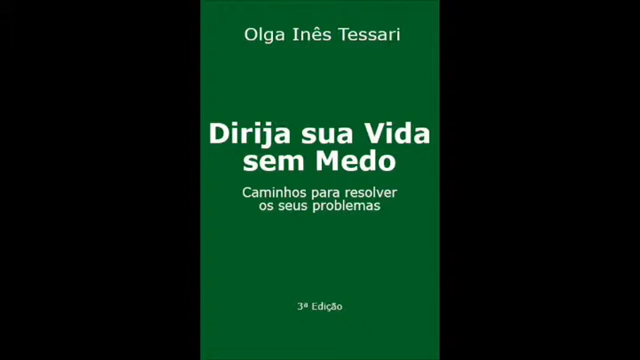 Olga Inês Tessari
Dirija sua Vida
sem Medo
Caminhos para resolver
os seus problemas
3ª Edição